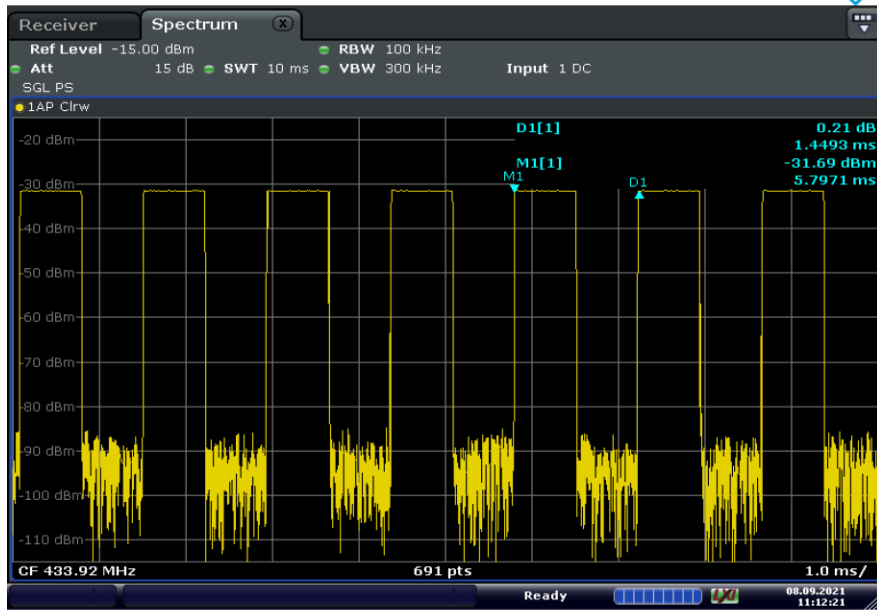 Receiver Spectrum X
Ref Level -15.00 dBm RBW 100 kHz
Att 15 dB SWT 10 ms VBW 300 kHz Input 1 DC
SGL PS
1AP Clrw
D1[1] 0.21 dB
1.4493 ms
M1[1] -31.69 dBm
5.7971 ms
-20 dBm
-30 dBm
M1
D1
-40 dBm
-50 dBm
-60 dBm
-70 dBm
-80 dBm
-90 dBm
-100 dBm
-110 dBm
CF 433.92 MHz 691 pts 1.0 ms/
Ready LXI 08.09.2021
11:12:21